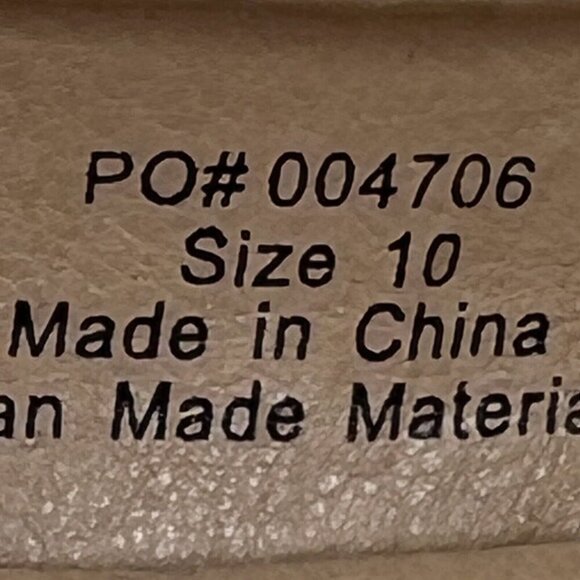 PO# 004706
Size 10
Made in China
an Made Materia